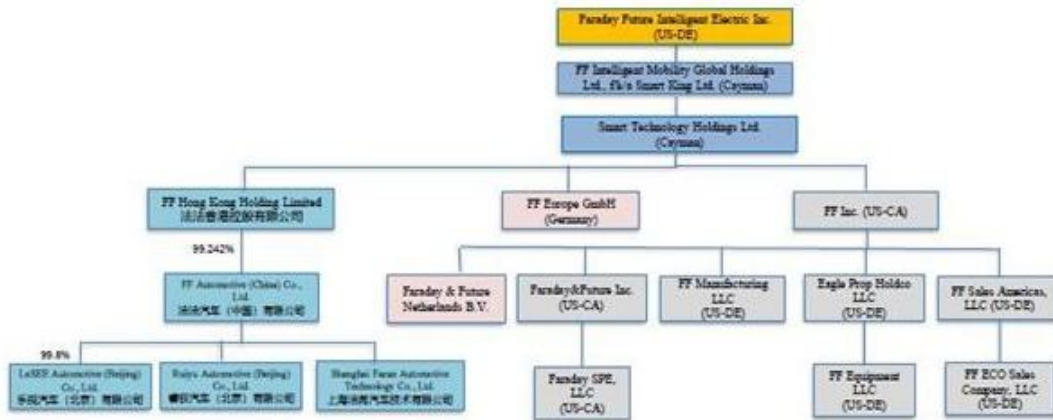 Faraday Future Intelligent Electric Inc.
(US-DE)
FF Intelligent Mobility Global Holdings
Ltd., f/k/a Smart King Ltd. (Cayman)
Smart Technology Holdings Ltd.
(Cayman)
FF Hong Kong Holding Limited
法法香港控股有限公司
FF Europe GmbH
(Germany)
FF Inc. (US-CA)
99.242%
FF Automotive (China) Co.,
Ltd.
法法汽车（中国）有限公司
Faraday & Future
Netherlands B.V.
Faraday&Future Inc.
(US-CA)
FF Manufacturing
LLC
(US-DE)
Eagle Prop Holdco
LLC
(US-DE)
FF Sales Americas,
LLC (US-DE)
99.8%
LeSEE Automotive (Beijing)
Co., Ltd.
乐视汽车（北京）有限公司
Ruiyu Automotive (Beijing)
Co., Ltd.
汽车（北京）有限公司
Shanghai Faran Automotive
Technology Co., Ltd.
上海法 汽车技术有限公司
Faraday SPE,
LLC
(US-CA)
FF Equipment
LLC
(US-DE)
FF ECO Sales
Company, LLC
(US-DE)